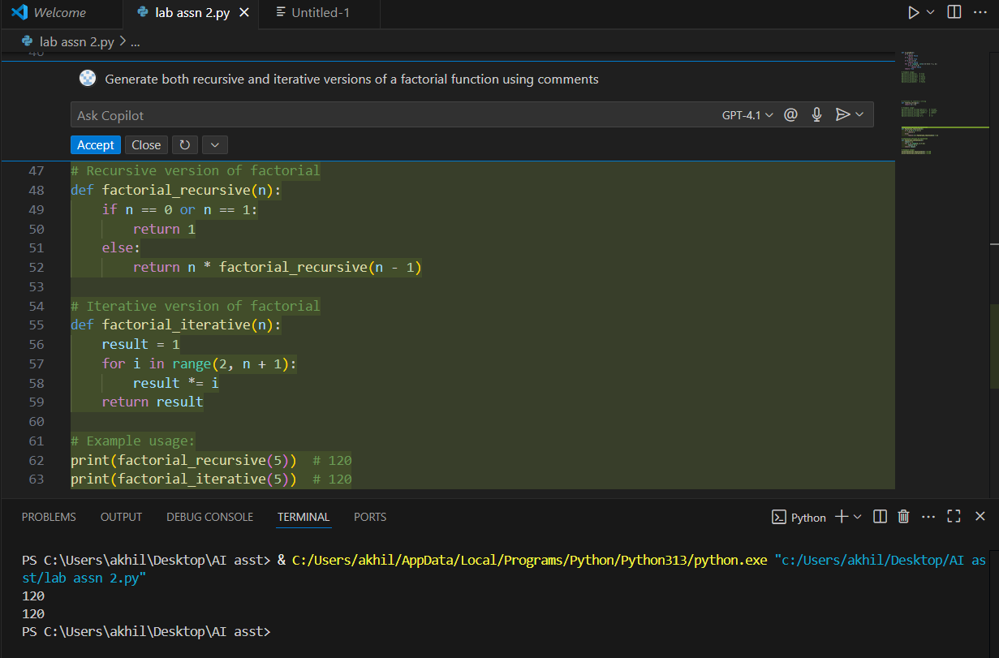 Welcome
lab assn 2.py
Untitled-1
lab assn 2.py > ...
46
Generate both recursive and iterative versions of a factorial function using comments
Ask Copilot
GPT-4.1
Accept
Close
47 # Recursive version of factorial
48 def factorial_recursive(n):
49     if n == 0 or n == 1:
50         return 1
51     else:
52         return n * factorial_recursive(n - 1)
53
54 # Iterative version of factorial
55 def factorial_iterative(n):
56     result = 1
57     for i in range(2, n + 1):
58         result *= i
59     return result
60
61 # Example usage:
62 print(factorial_recursive(5))  # 120
63 print(factorial_iterative(5))  # 120
PROBLEMS OUTPUT DEBUG CONSOLE TERMINAL PORTS
Python
PS C:\Users\akhil\Desktop\AI asst> & C:/Users/akhil/AppData/Local/Programs/Python/Python313/python.exe "c:/Users/akhil/Desktop/AI as
st/lab assn 2.py"
120
120
PS C:\Users\akhil\Desktop\AI asst>